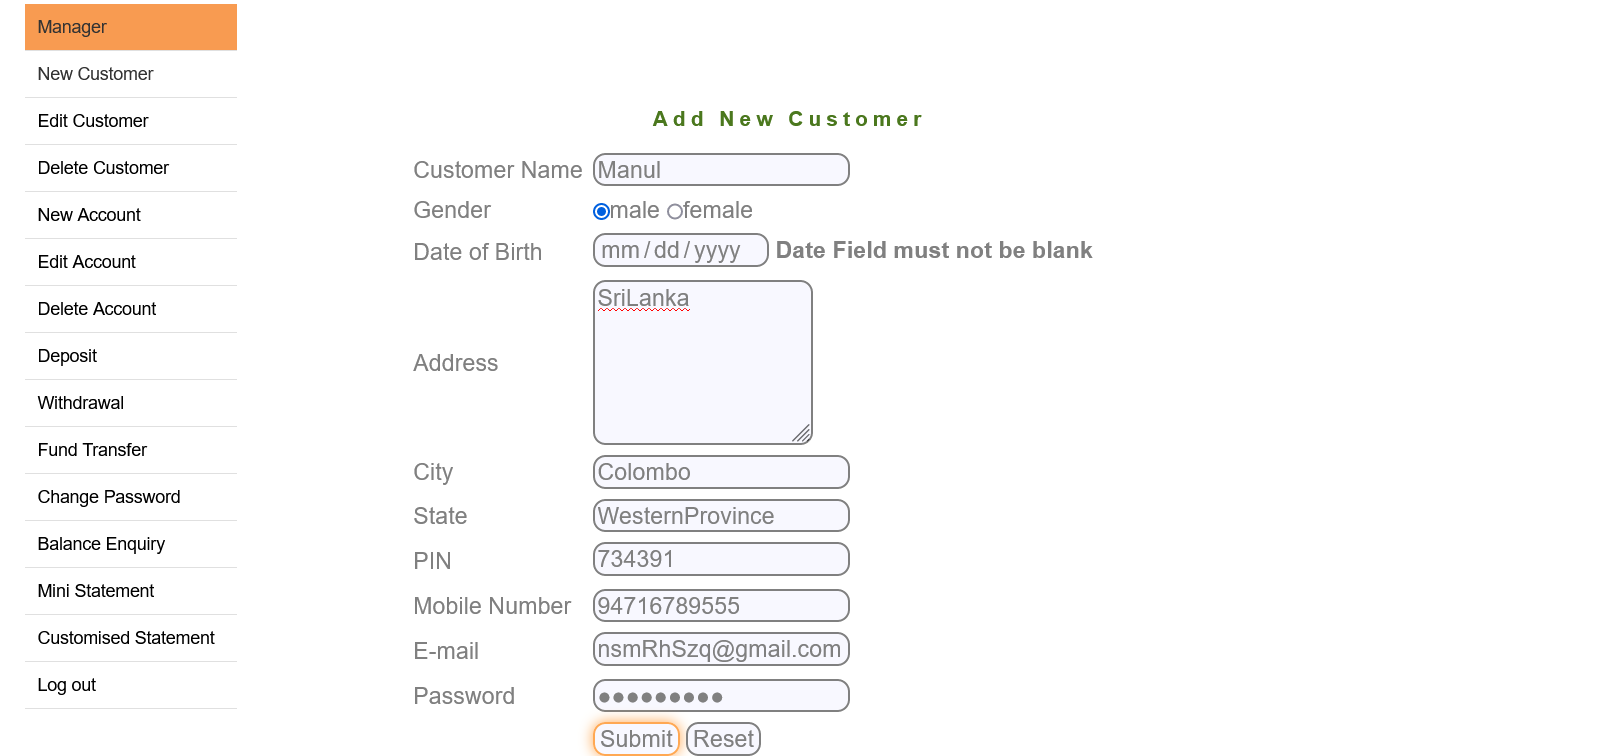 Manager
New Customer
Edit Customer
Delete Customer
New Account
Edit Account
Delete Account
Deposit
Withdrawal
Fund Transfer
Change Password
Balance Enquiry
Mini Statement
Customised Statement
Log out
Add New Customer
Customer Name Manul
Gender male female
Date of Birth mm/dd/yyyy Date Field must not be blank
Address SriLanka
City Colombo
State WesternProvince
PIN 734391
Mobile Number 94716789555
E-mail nsmRhSzq@gmail.com
Password •••••••••
Submit Reset